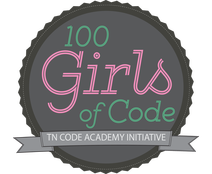 100
Girls
of Code
TN CODE ACADEMY INITIATIVE